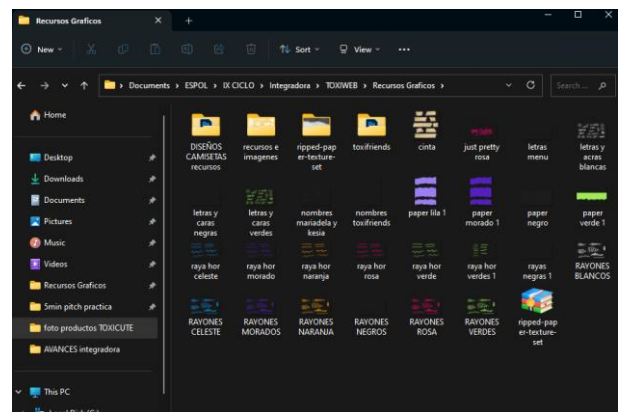 Recursos Graficos
New
Sort
View
Documents > ESPOL > IX CICLO > Integradora > TOXIWEB > Recursos Graficos >
Search ...
Home
Desktop
Downloads
Documents
Pictures
Music
Videos
Recursos Graficos
5min pitch practica
foto productos TOXICUTE
AVANCES integradora
This PC
DISEÑOS
CAMISETAS
recursos
recursos e
imagenes
ripped-pap
er-texture-
set
toxifriends
cinta
just pretty
rosa
letras
menu
letras y
acras
blancas
letras y
caras
negras
letras y
caras
verdes
nombres
mariadela y
kesia
nombres
toxifriends
paper lila 1
paper
morado 1
paper
negro
paper
verde 1
raya hor
celeste
raya hor
morado
raya hor
naranja
raya hor
rosa
raya hor
verde
raya hor
verdes 1
rayas
negras 1
RAYONES
BLANCOS
RAYONES
CELESTE
RAYONES
MORADOS
RAYONES
NARANJA
RAYONES
NEGROS
RAYONES
ROSA
RAYONES
VERDES
ripped-pap
er-texture-
set